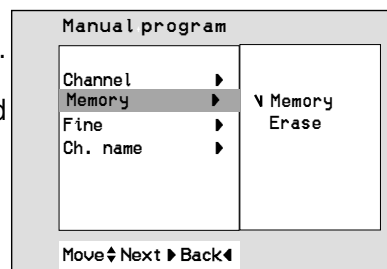 Manual program
Channel
Memory
Fine
Ch. name
√ Memory
Erase
Move Next Back